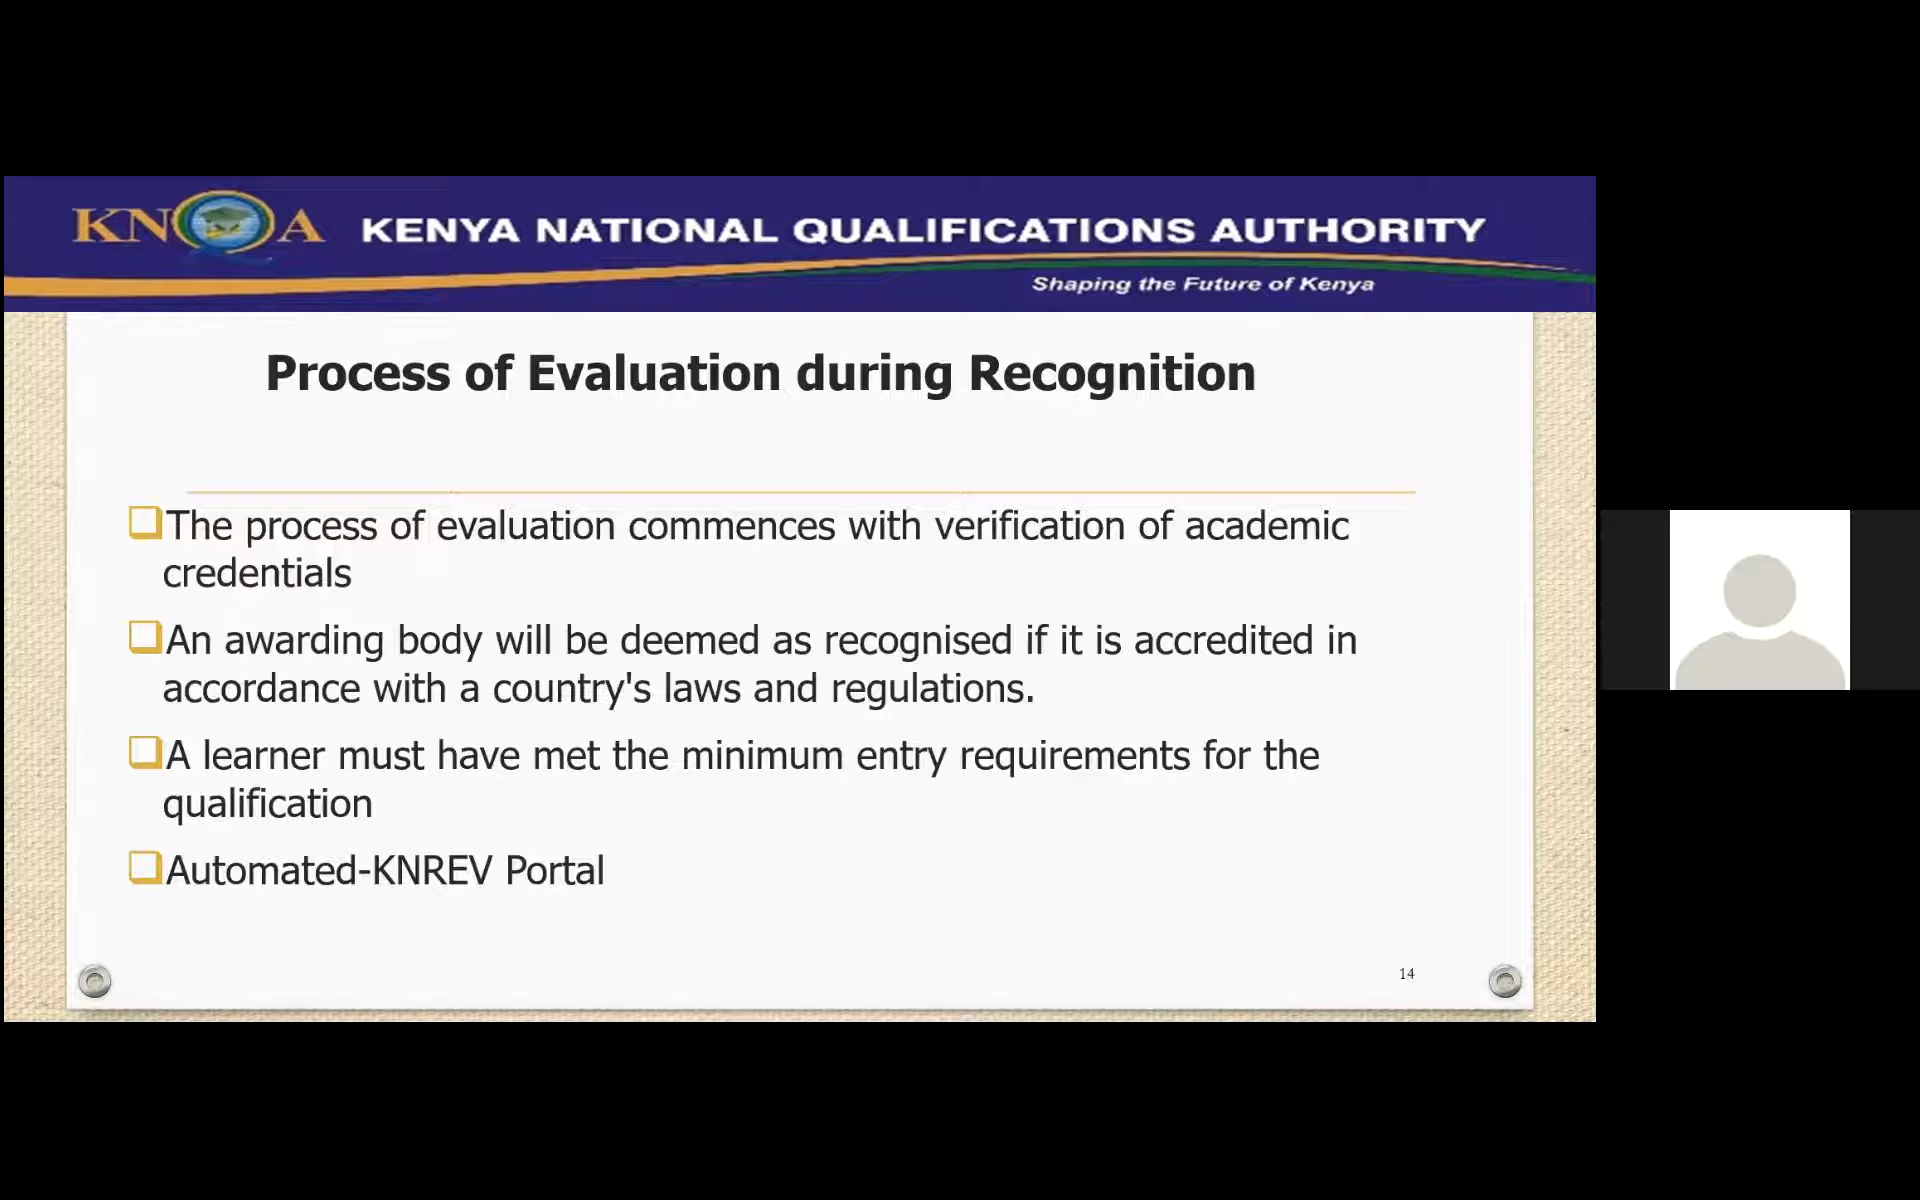 KNQA KENYA NATIONAL QUALIFICATIONS AUTHORITY
Shaping the Future of Kenya
Process of Evaluation during Recognition
The process of evaluation commences with verification of academic
credentials
An awarding body will be deemed as recognised if it is accredited in
accordance with a country's laws and regulations.
A learner must have met the minimum entry requirements for the
qualification
Automated-KNREV Portal
14